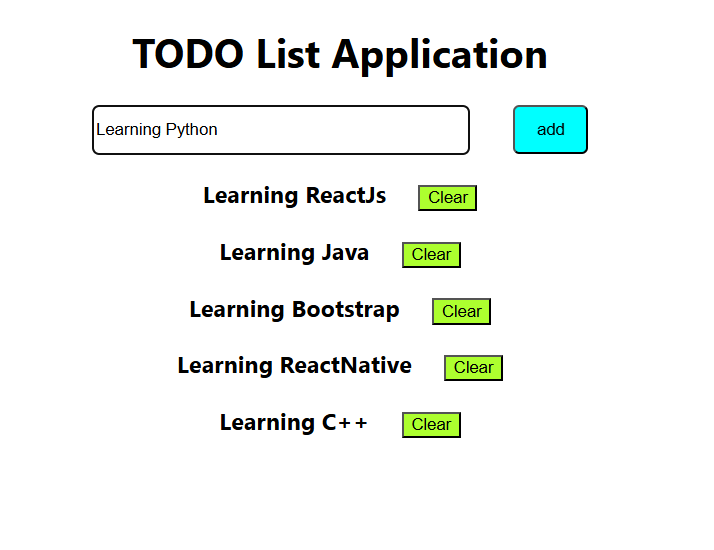 TODO List Application
Learning Python add
Learning ReactJs Clear
Learning Java Clear
Learning Bootstrap Clear
Learning ReactNative Clear
Learning C++ Clear